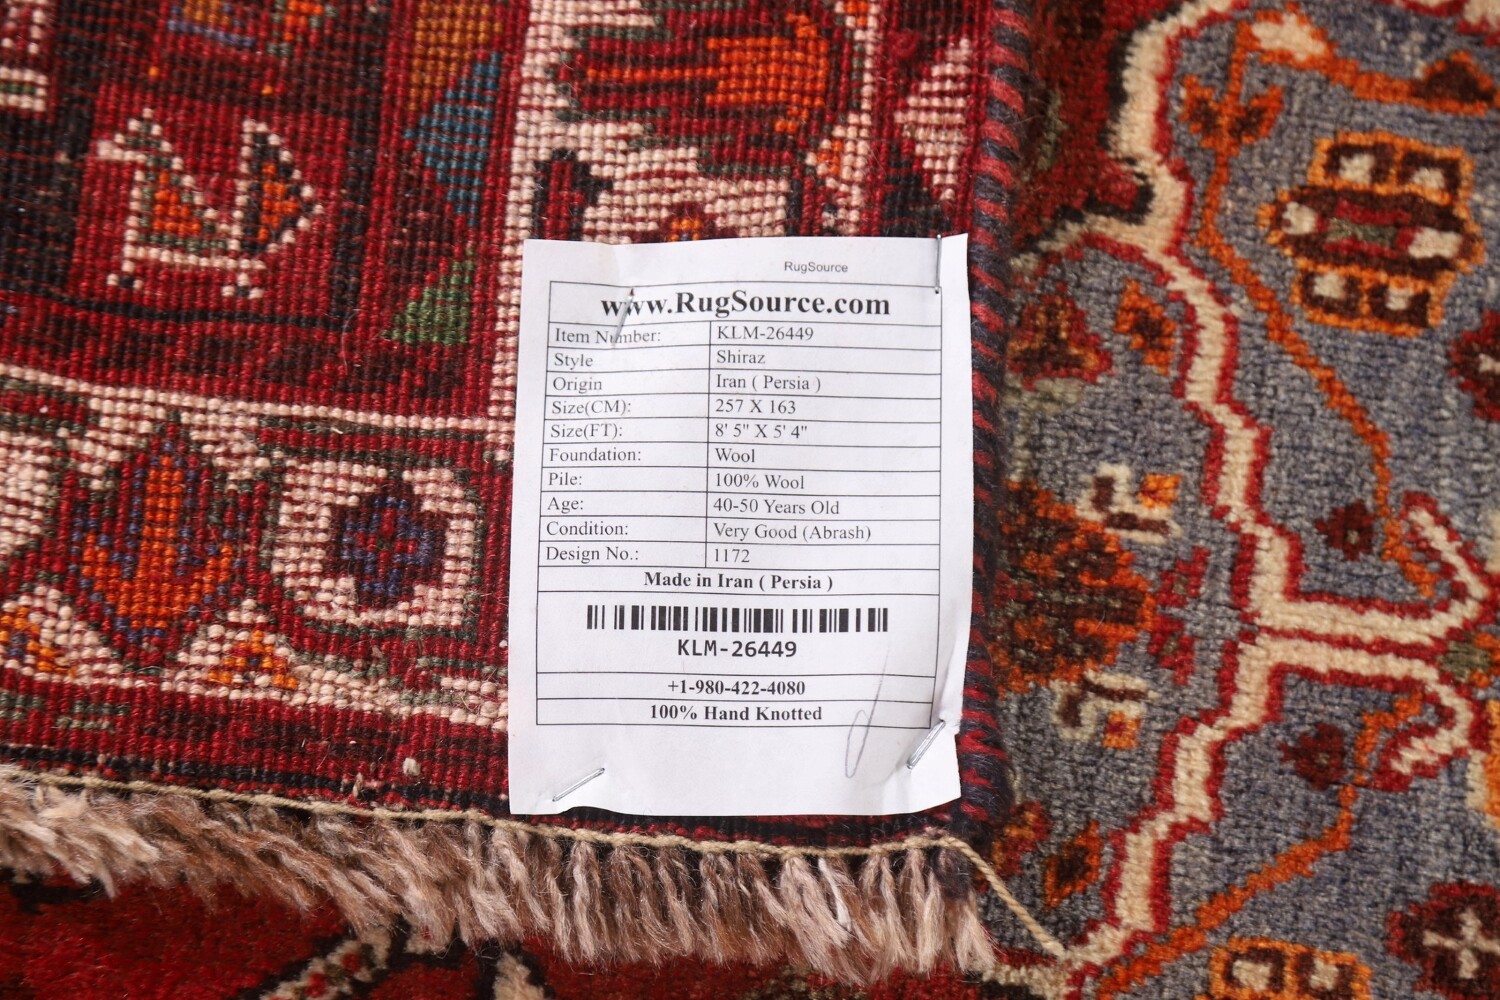 RugSource
www.RugSource.com
Item Number: KLM-26449
Style Shiraz
Origin Iran ( Persia )
Size(CM): 257 X 163
Size(FT): 8' 5" X 5' 4"
Foundation: Wool
Pile: 100% Wool
Age: 40-50 Years Old
Condition: Very Good (Abrash)
Design No.: 1172
Made in Iran ( Persia )
KLM-26449
+1-980-422-4080
100% Hand Knotted